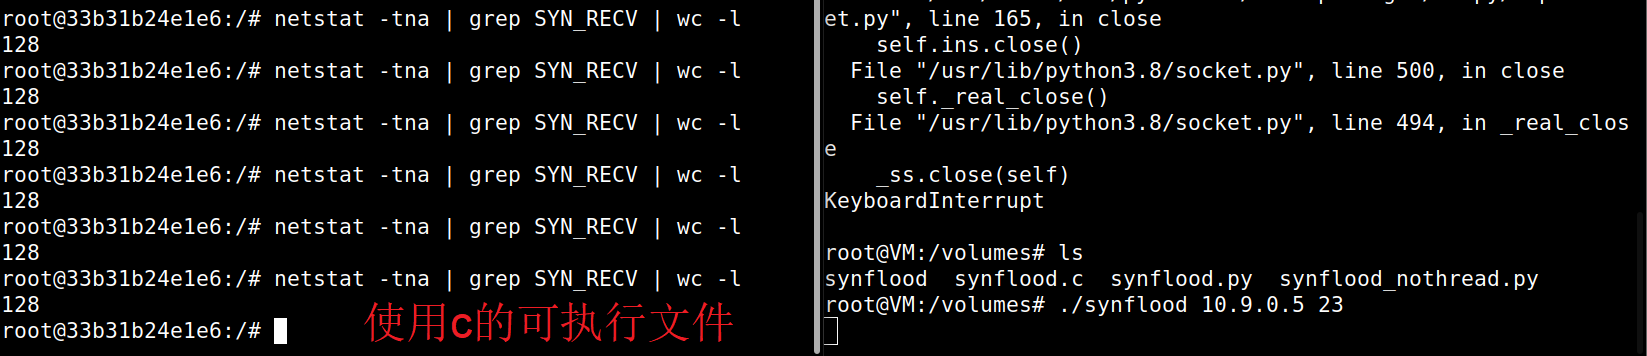 root@33b31b24e1e6:/# netstat -tna | grep SYN_RECV | wc -l
128
root@33b31b24e1e6:/# netstat -tna | grep SYN_RECV | wc -l
128
root@33b31b24e1e6:/# netstat -tna | grep SYN_RECV | wc -l
128
root@33b31b24e1e6:/# netstat -tna | grep SYN_RECV | wc -l
128
root@33b31b24e1e6:/# netstat -tna | grep SYN_RECV | wc -l
128
root@33b31b24e1e6:/# netstat -tna | grep SYN_RECV | wc -l
128
root@33b31b24e1e6:/#
使用C的可执行文件
et.py", line 165, in close
    self.ins.close()
  File "/usr/lib/python3.8/socket.py", line 500, in close
    self._real_close()
  File "/usr/lib/python3.8/socket.py", line 494, in _real_clos
e
    _ss.close(self)
KeyboardInterrupt
root@VM:/volumes# ls
synflood  synflood.c  synflood.py  synflood_nothread.py
root@VM:/volumes# ./synflood 10.9.0.5 23